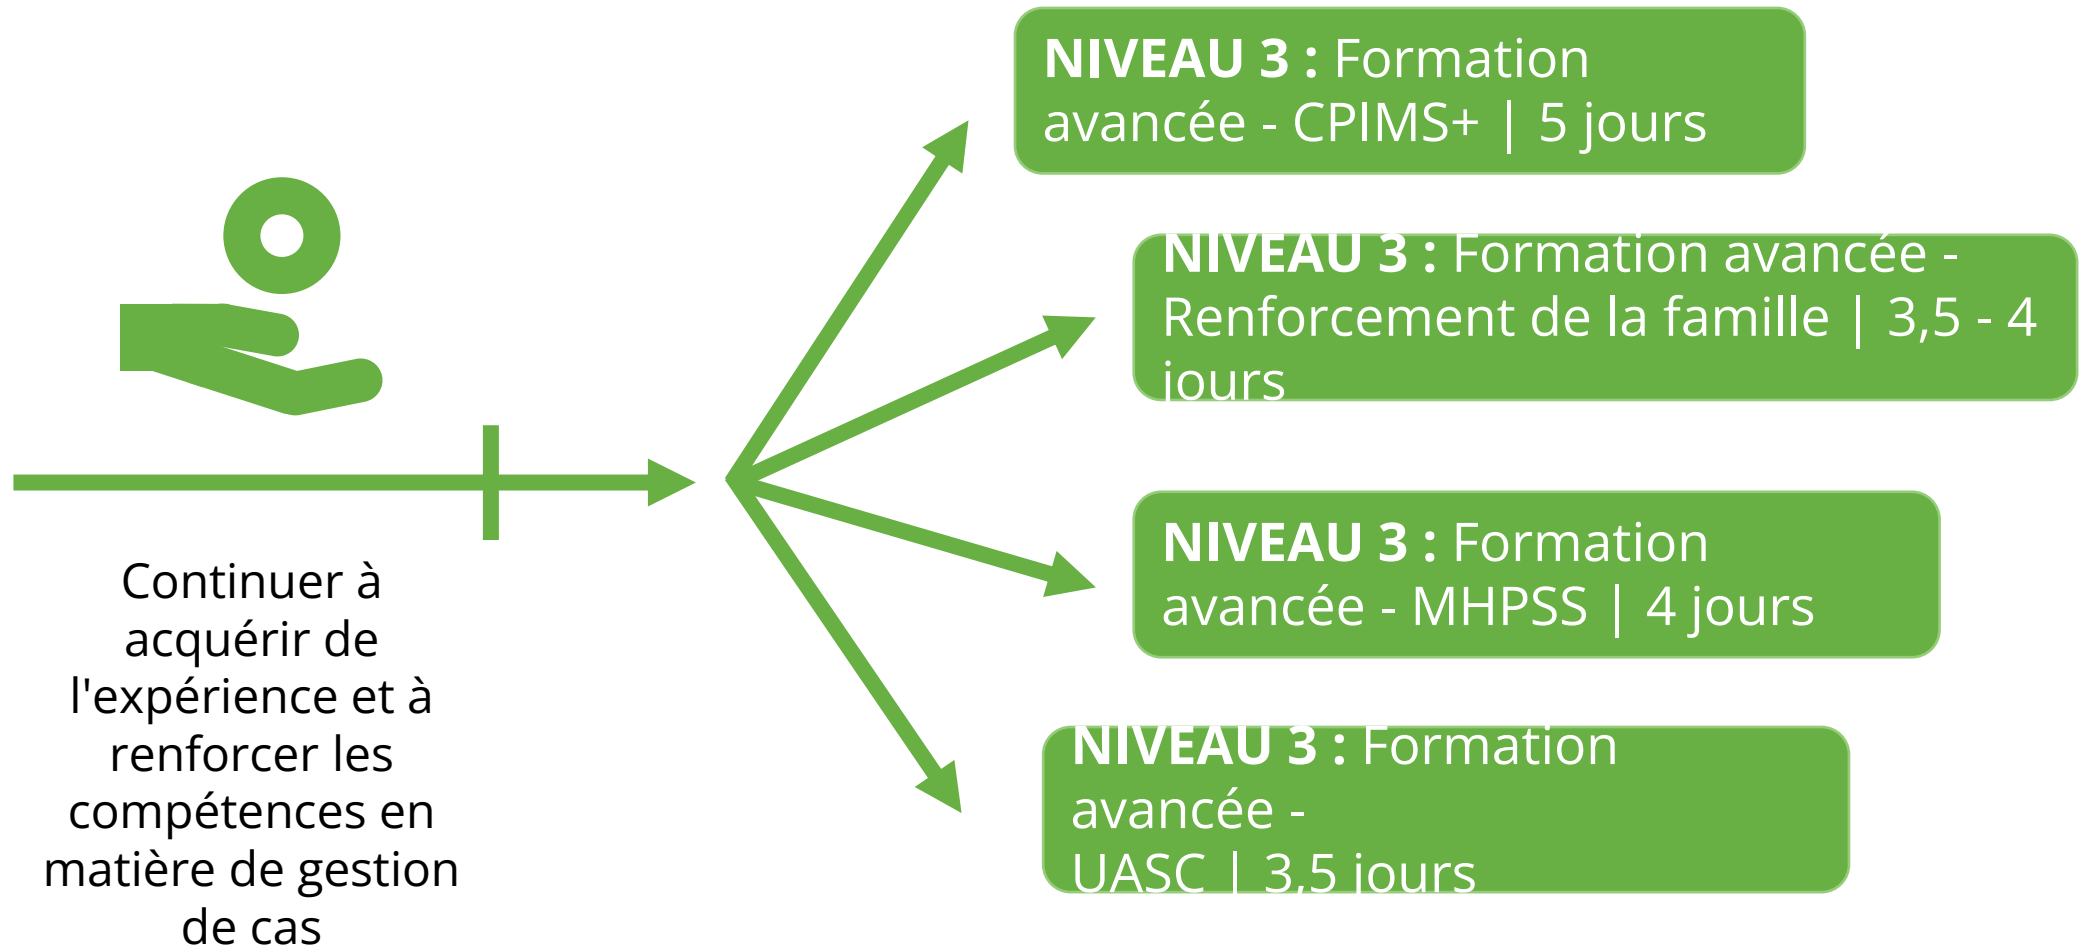 NIVEAU 3 : Formation
avancée - CPIMS+ | 5 jours
NIVEAU 3 : Formation avancée -
Renforcement de la famille | 3,5 - 4
jours
NIVEAU 3 : Formation
avancée - MHPSS | 4 jours
NIVEAU 3 : Formation
avancée -
UASC | 3,5 jours
Continuer à
acquérir de
l'expérience et à
renforcer les
compétences en
matière de gestion
de cas